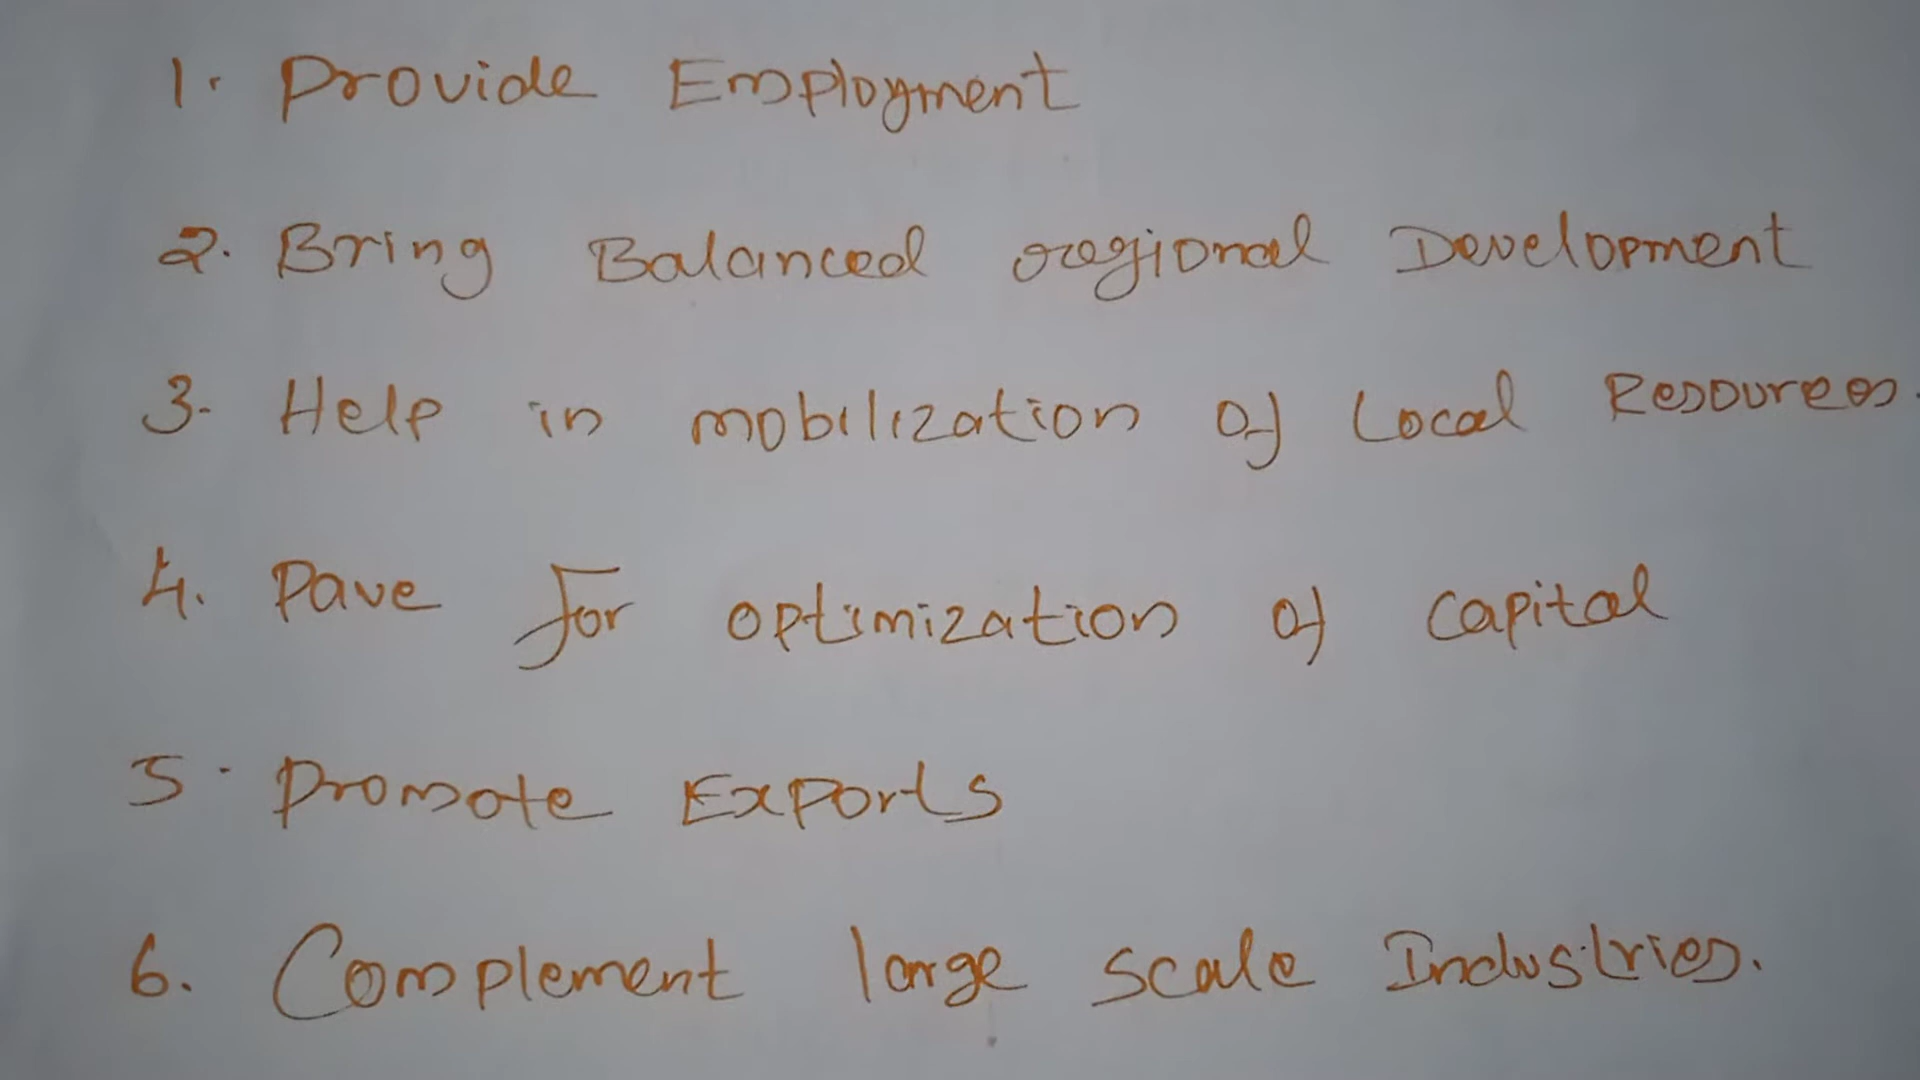 1. Provide Employment
2. Bring Balanced regional Development
3. Help in mobilization of Local Resources.
4. Pave for optimization of capital
5. Promote Exports
6. Complement large scale Industries.